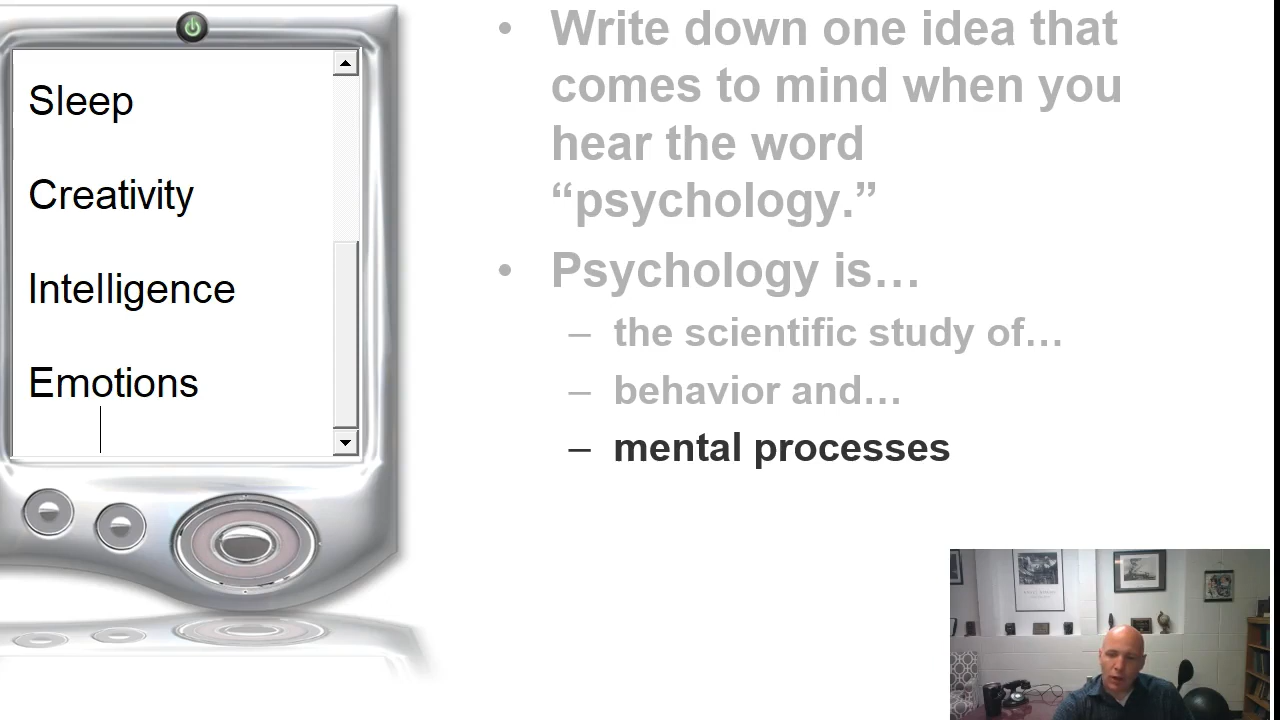 Sleep
Creativity
Intelligence
Emotions
• Write down one idea that
comes to mind when you
hear the word
“psychology.”
• Psychology is…
– the scientific study of…
– behavior and…
– mental processes